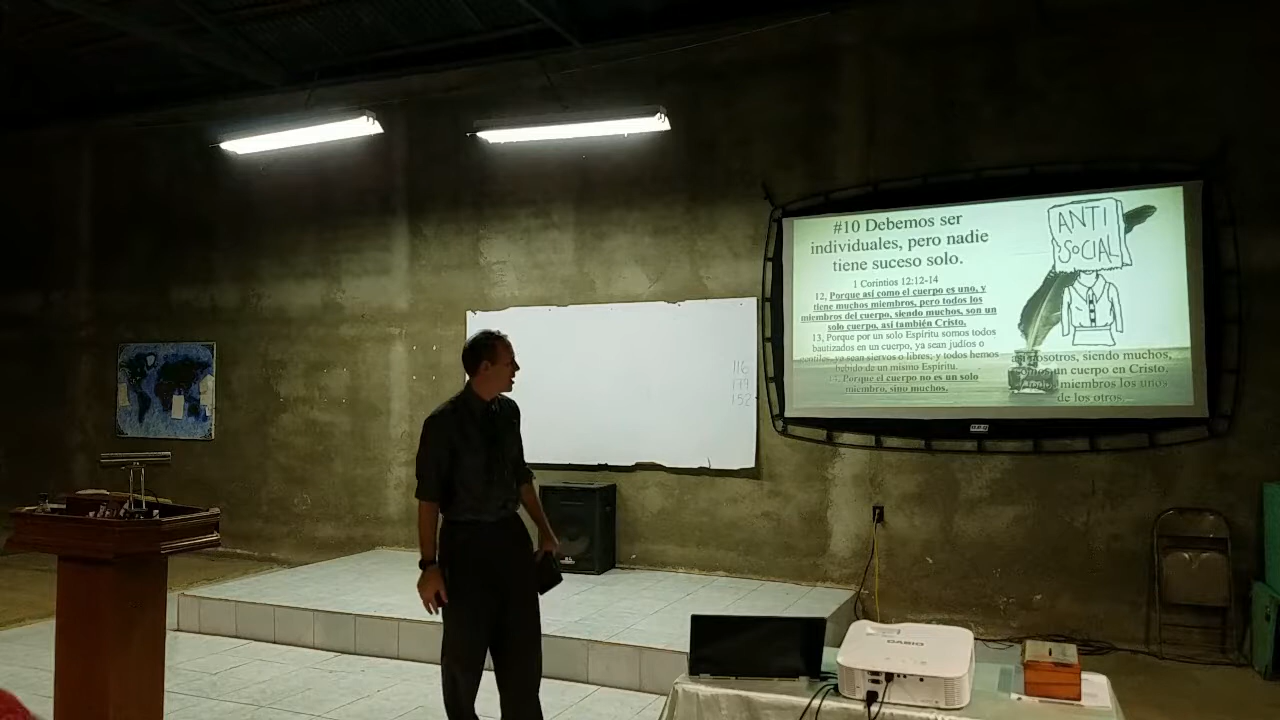 #10 Debemos ser
individuales, pero nadie
tiene suceso solo.
1 Corintios 12:12-14
12, Porque así como el cuerpo es uno, y
tiene muchos miembros, pero todos los
miembros del cuerpo, siendo muchos, son un
solo cuerpo, así también Cristo.
13, Porque por un solo Espíritu somos todos
bautizados en un cuerpo, ya sean judíos o
gentiles, ya sean siervos o libres; y todos hemos
bebido de un mismo Espíritu.
Porque el cuerpo no es un solo
miembro, sino muchos.
ANTI
SOCIAL
así nosotros, siendo muchos,
somos un cuerpo en Cristo,
y todos miembros los unos
de los otros.
116
179
152
CASIO